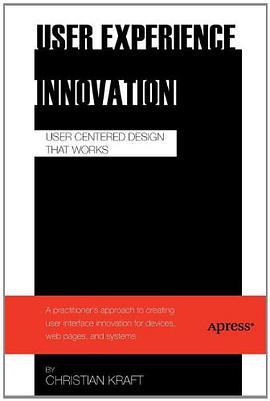 USER EXPERIENCE
INNOVATION
USER CENTERED DESIGN
THAT WORKS
A practitioner's approach to creating
user interface innovation for devices,
web pages, and systems
Apress®
BY
CHRISTIAN KRAFT